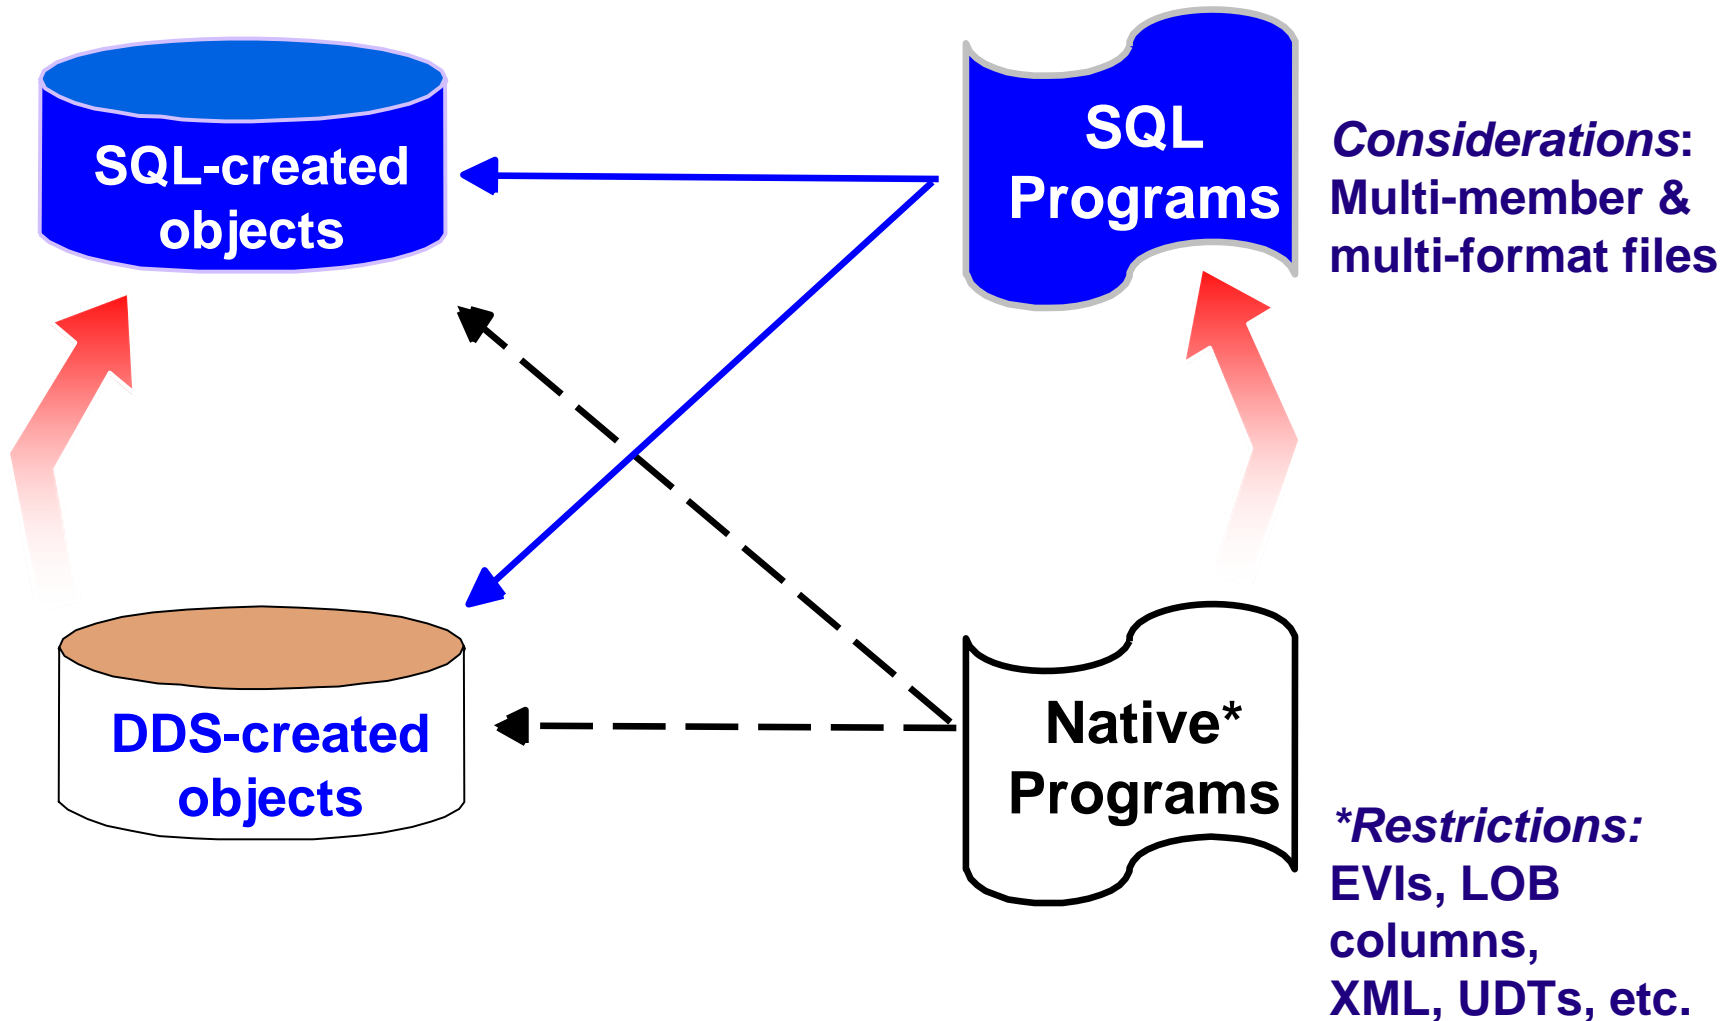 SQL-created
objects
SQL
Programs
Considerations:
Multi-member &
multi-format files
DDS-created
objects
Native*
Programs
*Restrictions:
EVIs, LOB
columns,
XML, UDTs, etc.